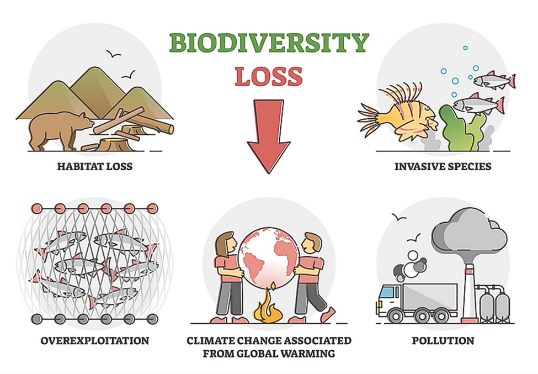 BIODIVERSITY
LOSS
HABITAT LOSS
INVASIVE SPECIES
OVEREXPLOITATION
CLIMATE CHANGE ASSOCIATED
FROM GLOBAL WARMING
POLLUTION